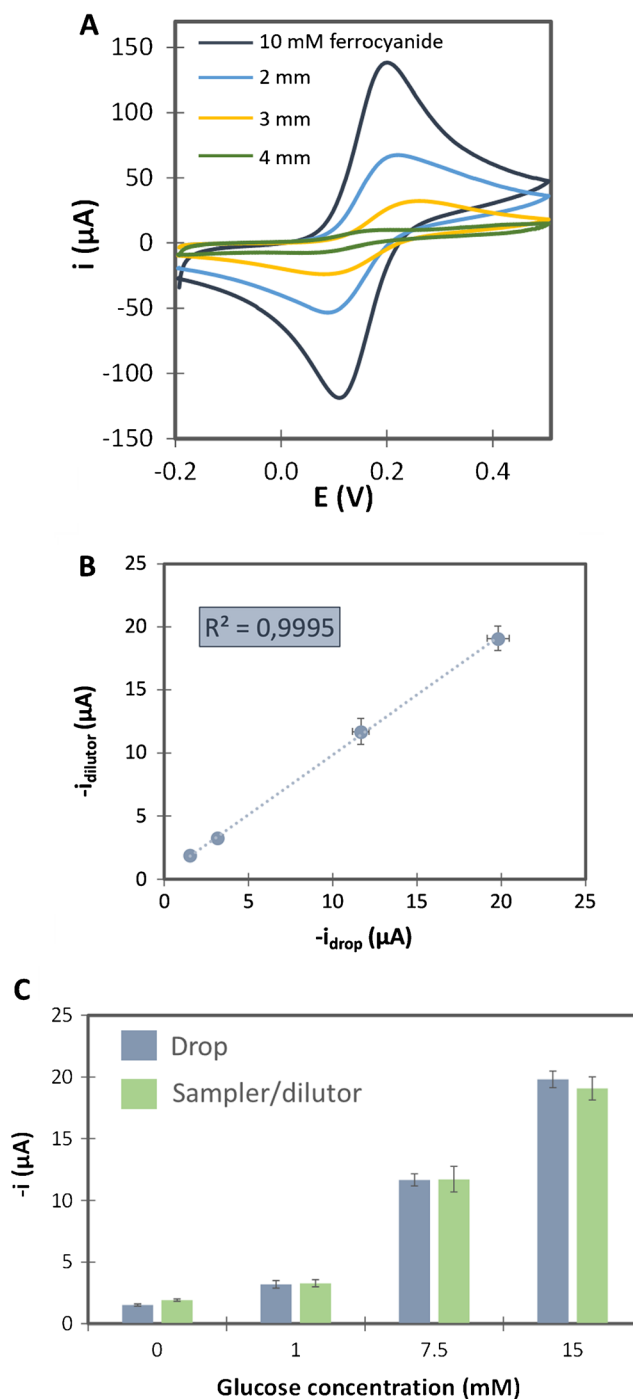 A
10 mM ferrocyanide
2 mm
3 mm
4 mm
150
100
50
0
-50
-100
-150
i (µA)
-0.2 0.0 0.2 0.4
E (V)
B
R² = 0,9995
25
20
15
10
5
0
-i_dilutor (µA)
0 5 10 15 20 25
-i_drop (µA)
C
Drop
Sampler/dilutor
25
20
15
10
5
0
-i (µA)
0 1 7.5 15
Glucose concentration (mM)